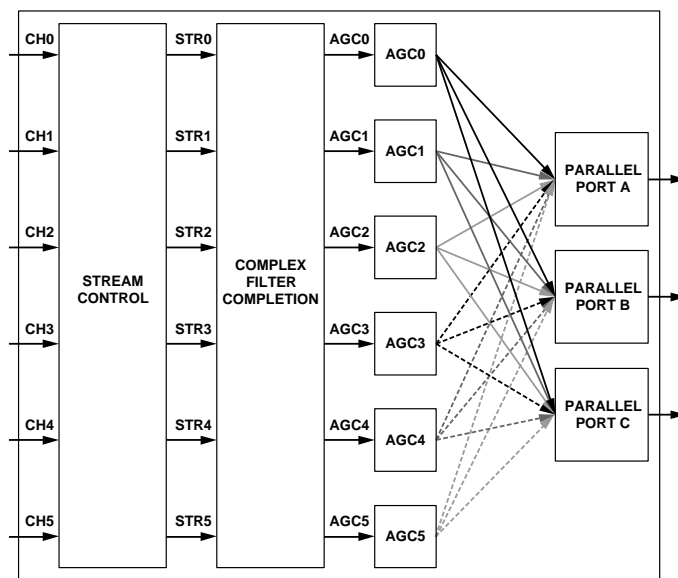 CH0
STR0
AGC0
AGC0
CH1
STR1
AGC1
AGC1
PARALLEL
PORT A
CH2
STR2
AGC2
AGC2
STREAM
CONTROL
COMPLEX
FILTER
COMPLETION
PARALLEL
PORT B
CH3
STR3
AGC3
AGC3
PARALLEL
PORT C
CH4
STR4
AGC4
AGC4
CH5
STR5
AGC5
AGC5